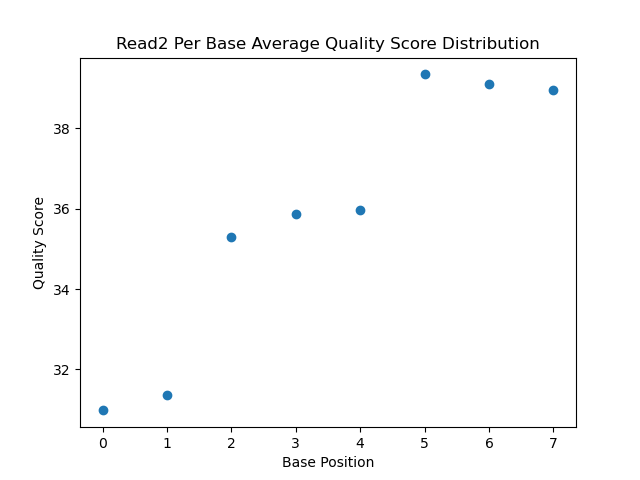 Read2 Per Base Average Quality Score Distribution
38
36
34
32
Quality Score
0 1 2 3 4 5 6 7
Base Position